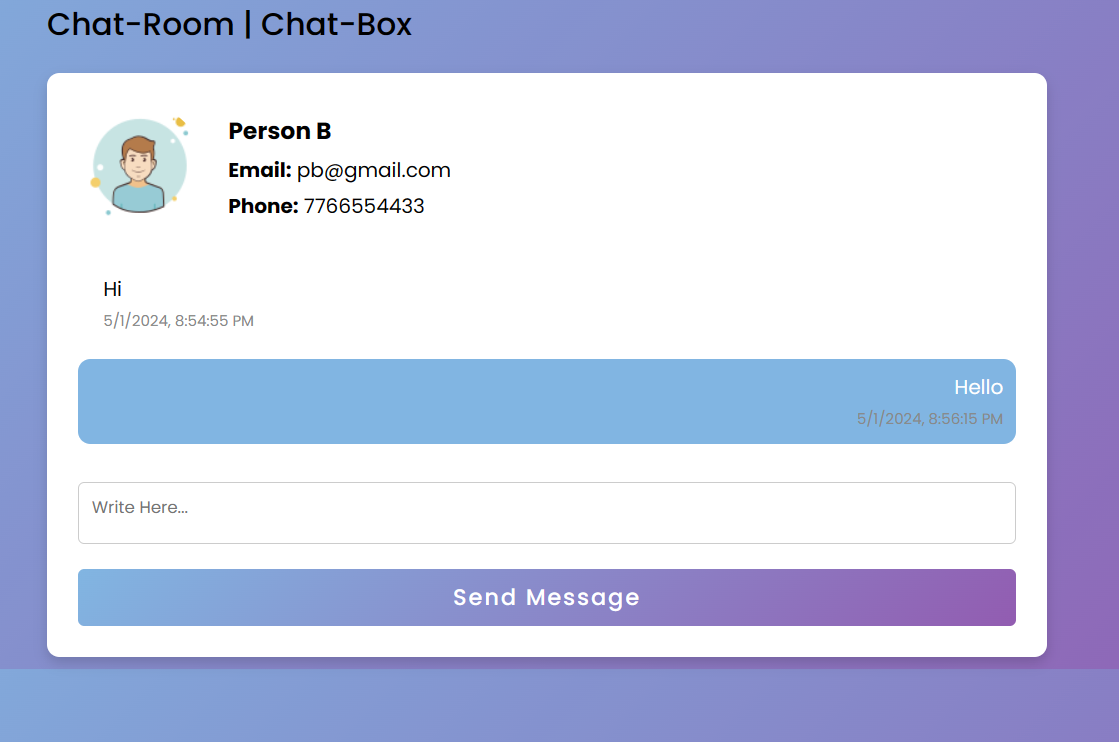 Chat-Room | Chat-Box
Person B
Email: pb@gmail.com
Phone: 7766554433
Hi
5/1/2024, 8:54:55 PM
Hello
5/1/2024, 8:56:15 PM
Write Here...
Send Message